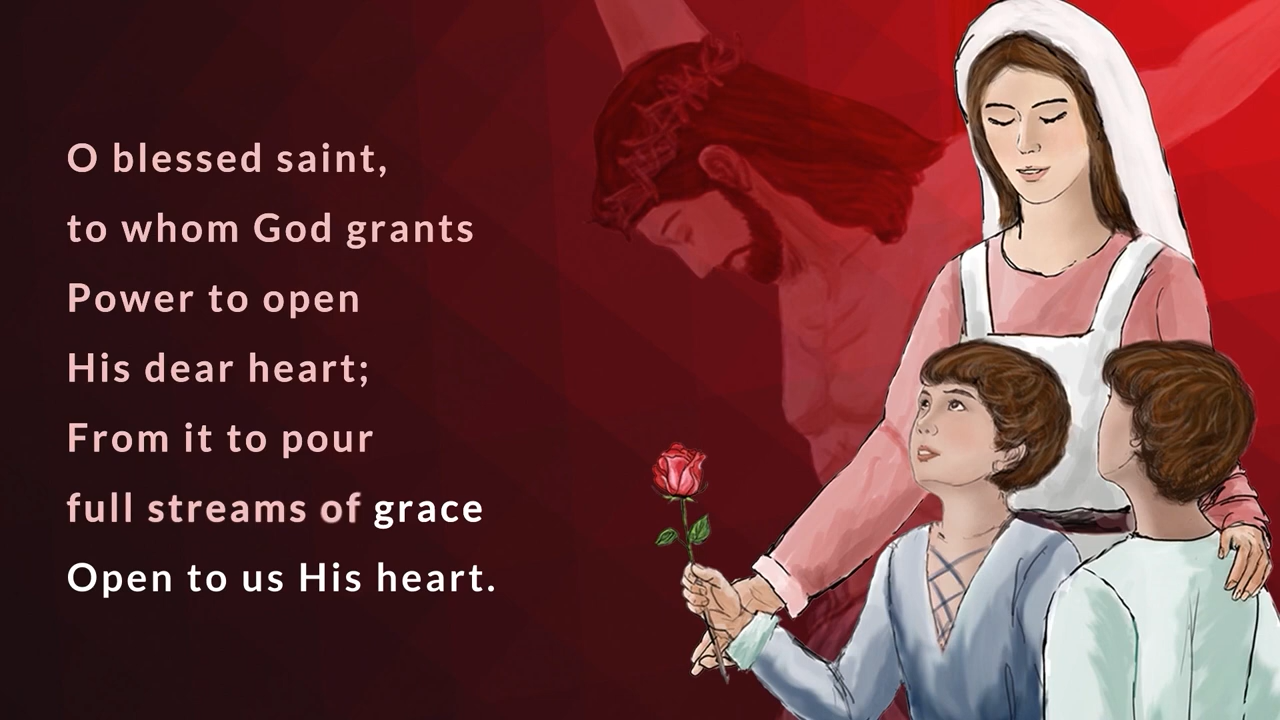 O blessed saint,
to whom God grants
Power to open
His dear heart;
From it to pour
full streams of grace
Open to us His heart.